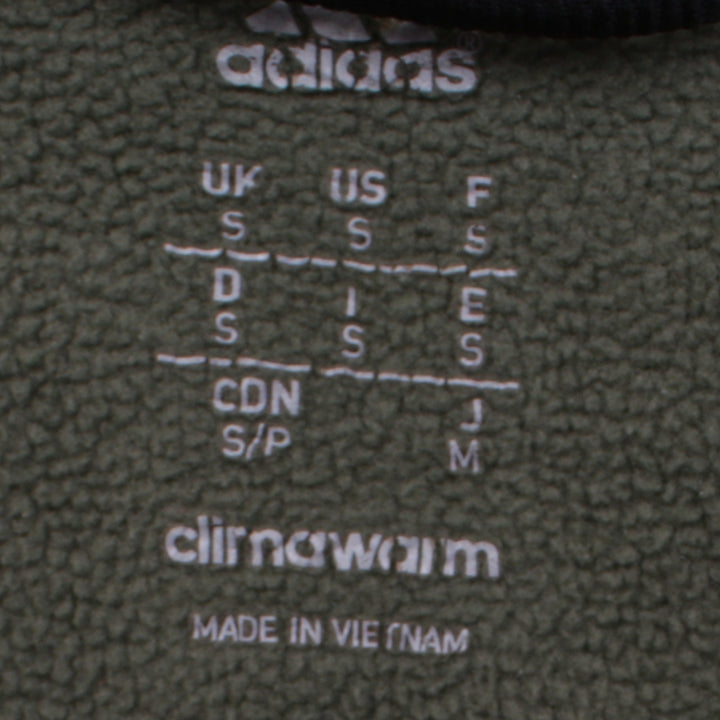 adidas®
UK US F
S S S
D I E
S S S
CDN J
S/P M
climawarm
MADE IN VIETNAM